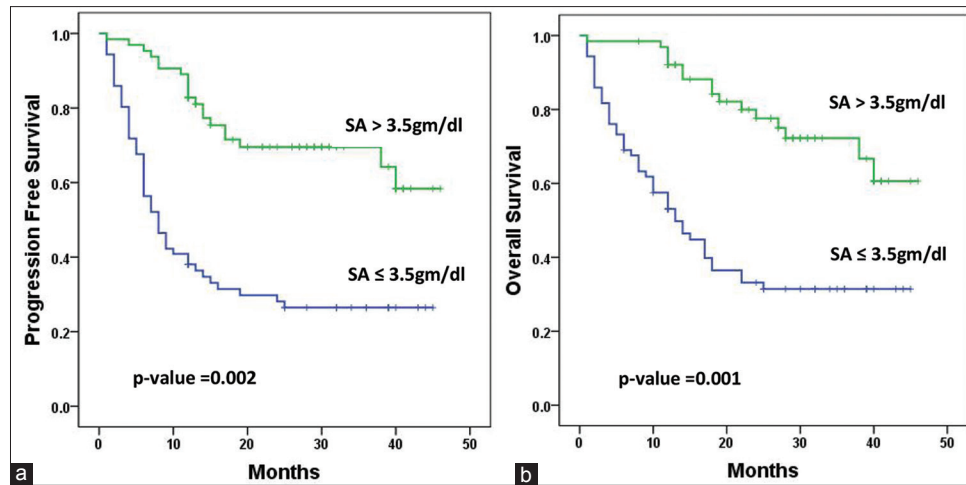 Progression Free Survival
1.0
0.8
0.6
0.4
0.2
0.0
SA > 3.5gm/dl
SA ≤ 3.5gm/dl
p-value =0.002
0 10 20 30 40 50
Months
a
Overall Survival
1.0
0.8
0.6
0.4
0.2
0.0
SA > 3.5gm/dl
SA ≤ 3.5gm/dl
p-value =0.001
0 10 20 30 40 50
Months
b